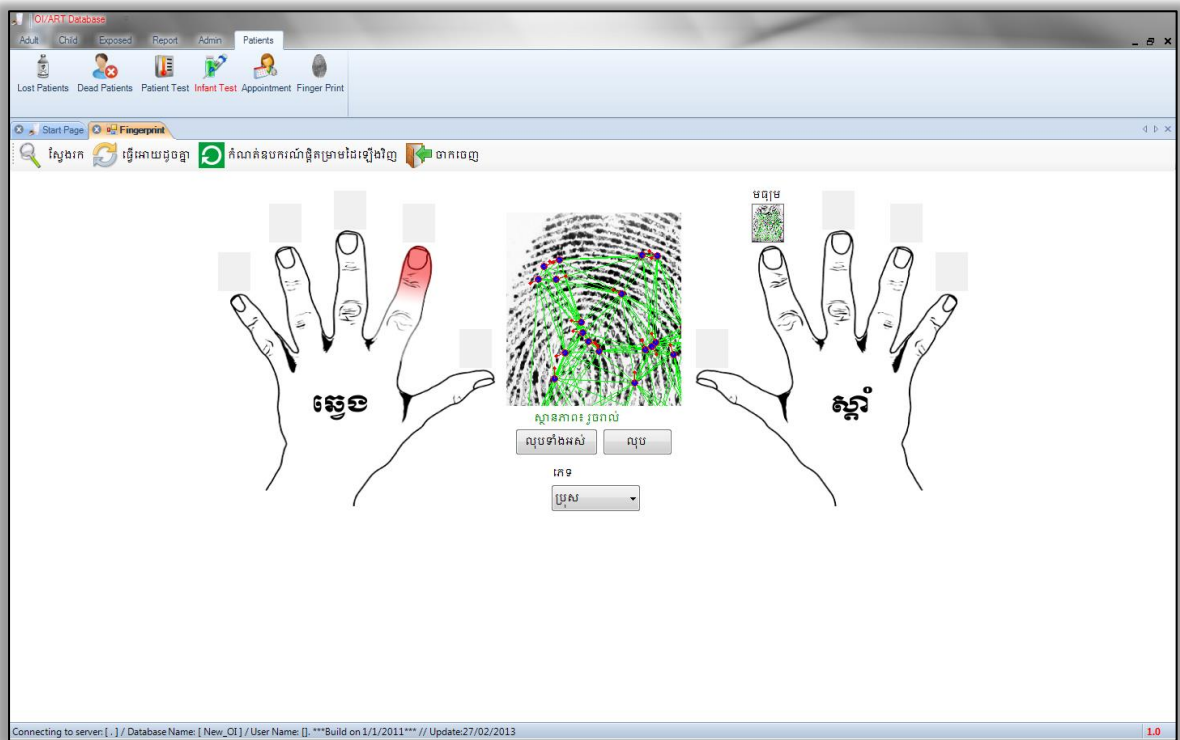 OI/ART Database
Adult Child Exposed Report Admin Patients
Lost Patients Dead Patients Patient Test Infant Test Appointment Finger Print
Start Page Fingerprint
ស្វែងរក ធ្វើអោយដូចគ្នា កំណត់ឧបករណ៍ផ្តិតម្រាមដៃឡើងវិញ ចាកចេញ
មធ្យម
ឆ្វេង ស្តាំ
ស្ថានភាព៖ រួចរាល់
លុបទាំងអស់ លុប
ភេទ
ប្រុស
Connecting to server: [ . ] / Database Name: [ New_OI ] / User Name: []. ***Build on 1/1/2011*** // Update:27/02/2013 1.0